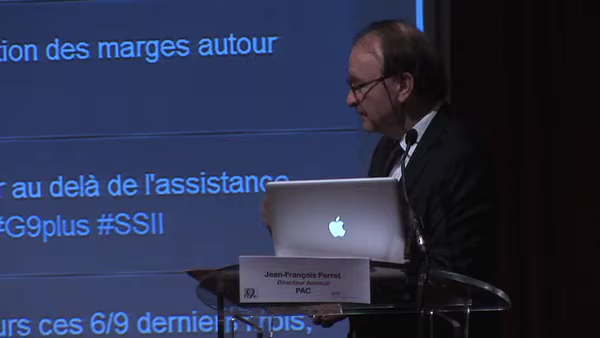 tion des marges autour
r au delà de l'assistance
#G9plus #SSII
urs ces 6/9 derniers mois,
Jean-François Perret
Directeur Associé
PAC